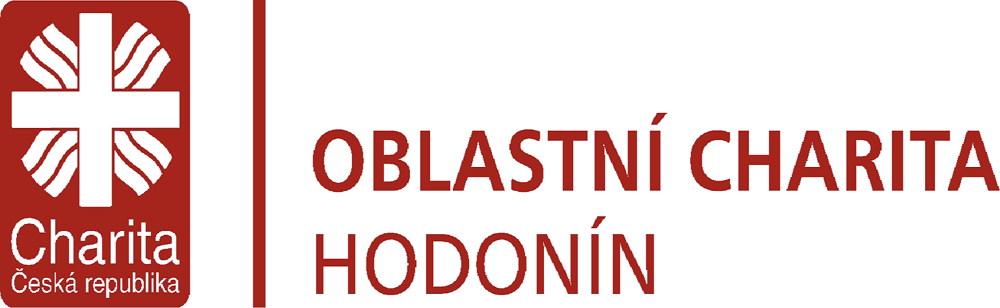 Charita
Česká republika
OBLASTNÍ CHARITA
HODONÍN